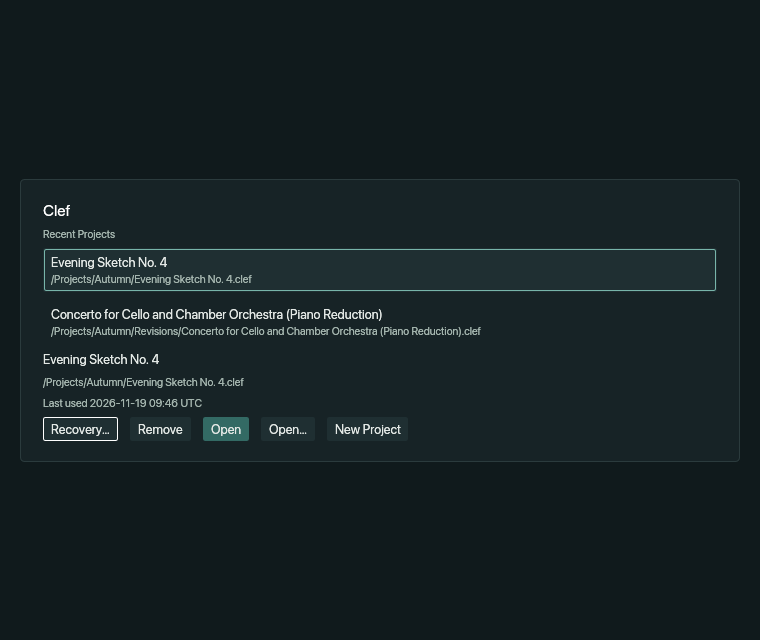 Clef
Recent Projects
Evening Sketch No. 4
/Projects/Autumn/Evening Sketch No. 4.clef
Concerto for Cello and Chamber Orchestra (Piano Reduction)
/Projects/Autumn/Revisions/Concerto for Cello and Chamber Orchestra (Piano Reduction).clef
Evening Sketch No. 4
/Projects/Autumn/Evening Sketch No. 4.clef
Last used 2026-11-19 09:46 UTC
Recovery... Remove Open Open... New Project